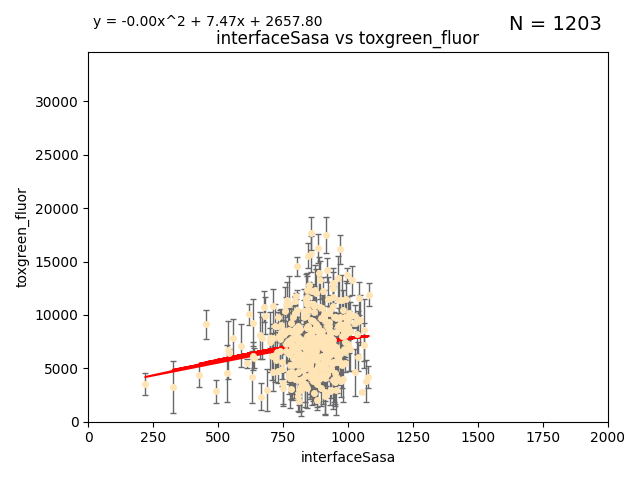 y = -0.00x^2 + 7.47x + 2657.80
N = 1203
interfaceSasa vs toxgreen_fluor
30000
25000
20000
15000
10000
5000
0
toxgreen_fluor
0 250 500 750 1000 1250 1500 1750 2000
interfaceSasa